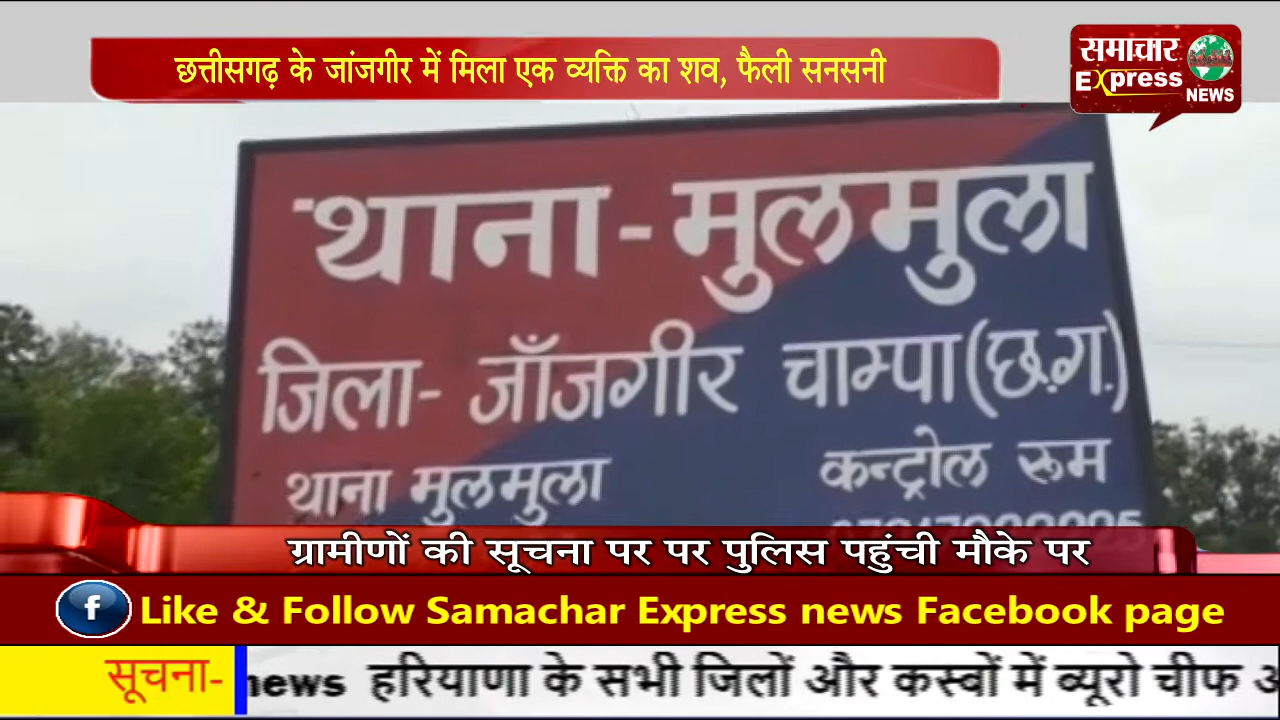 छत्तीसगढ़ के जांजगीर में मिला एक व्यक्ति का शव, फैली सनसनी
समाचार
Express
NEWS
थाना - मुलमुला
जिला - जाँजगीर चाम्पा (छ.ग.)
थाना मुलमुला
कन्ट्रोल रूम
ग्रामीणों की सूचना पर पर पुलिस पहुंची मौके पर
f Like & Follow Samachar Express news Facebook page
सूचना- news हरियाणा के सभी जिलों और कस्वों में ब्यूरो चीफ